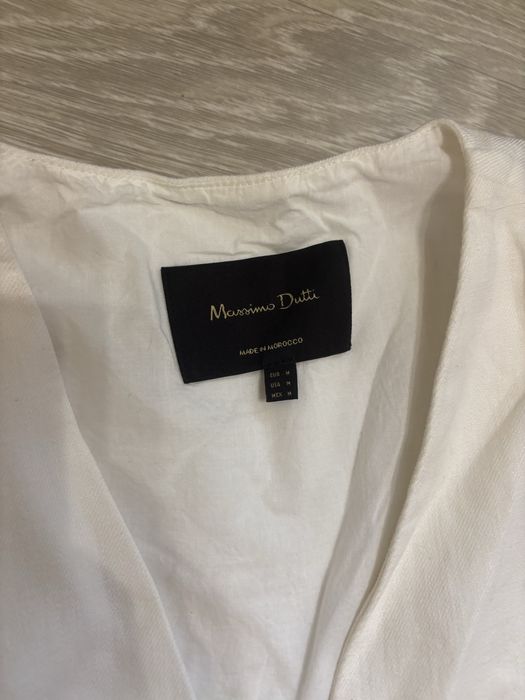 Massimo Dutti
MADE IN MOROCCO
EUR M
USA M
MEX M